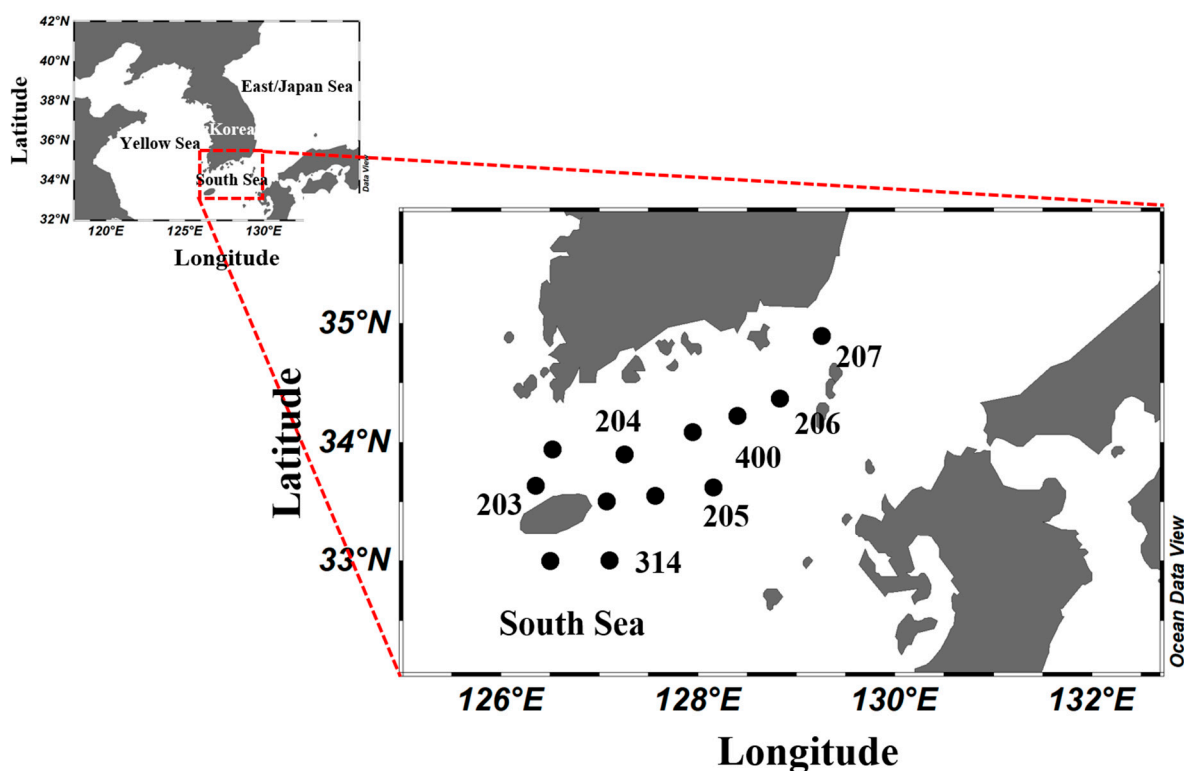 42°N
40°N
38°N
36°N
34°N
32°N
Latitude
East/Japan Sea
Korea
Yellow Sea
South Sea
Data View
120°E 125°E 130°E
Longitude
35°N
34°N
33°N
Latitude
207
204
206
400
203
205
314
South Sea
Ocean Data View
126°E 128°E 130°E 132°E
Longitude